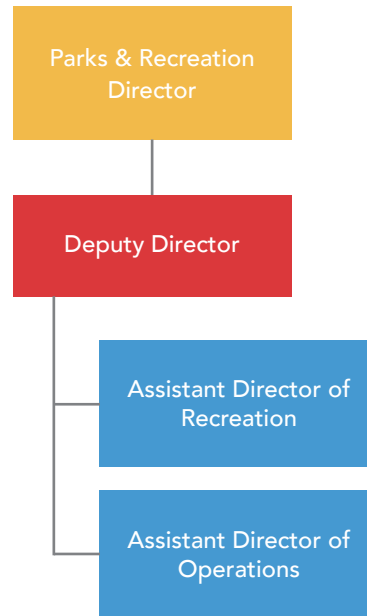 Parks & Recreation
Director
Deputy Director
Assistant Director of
Recreation
Assistant Director of
Operations